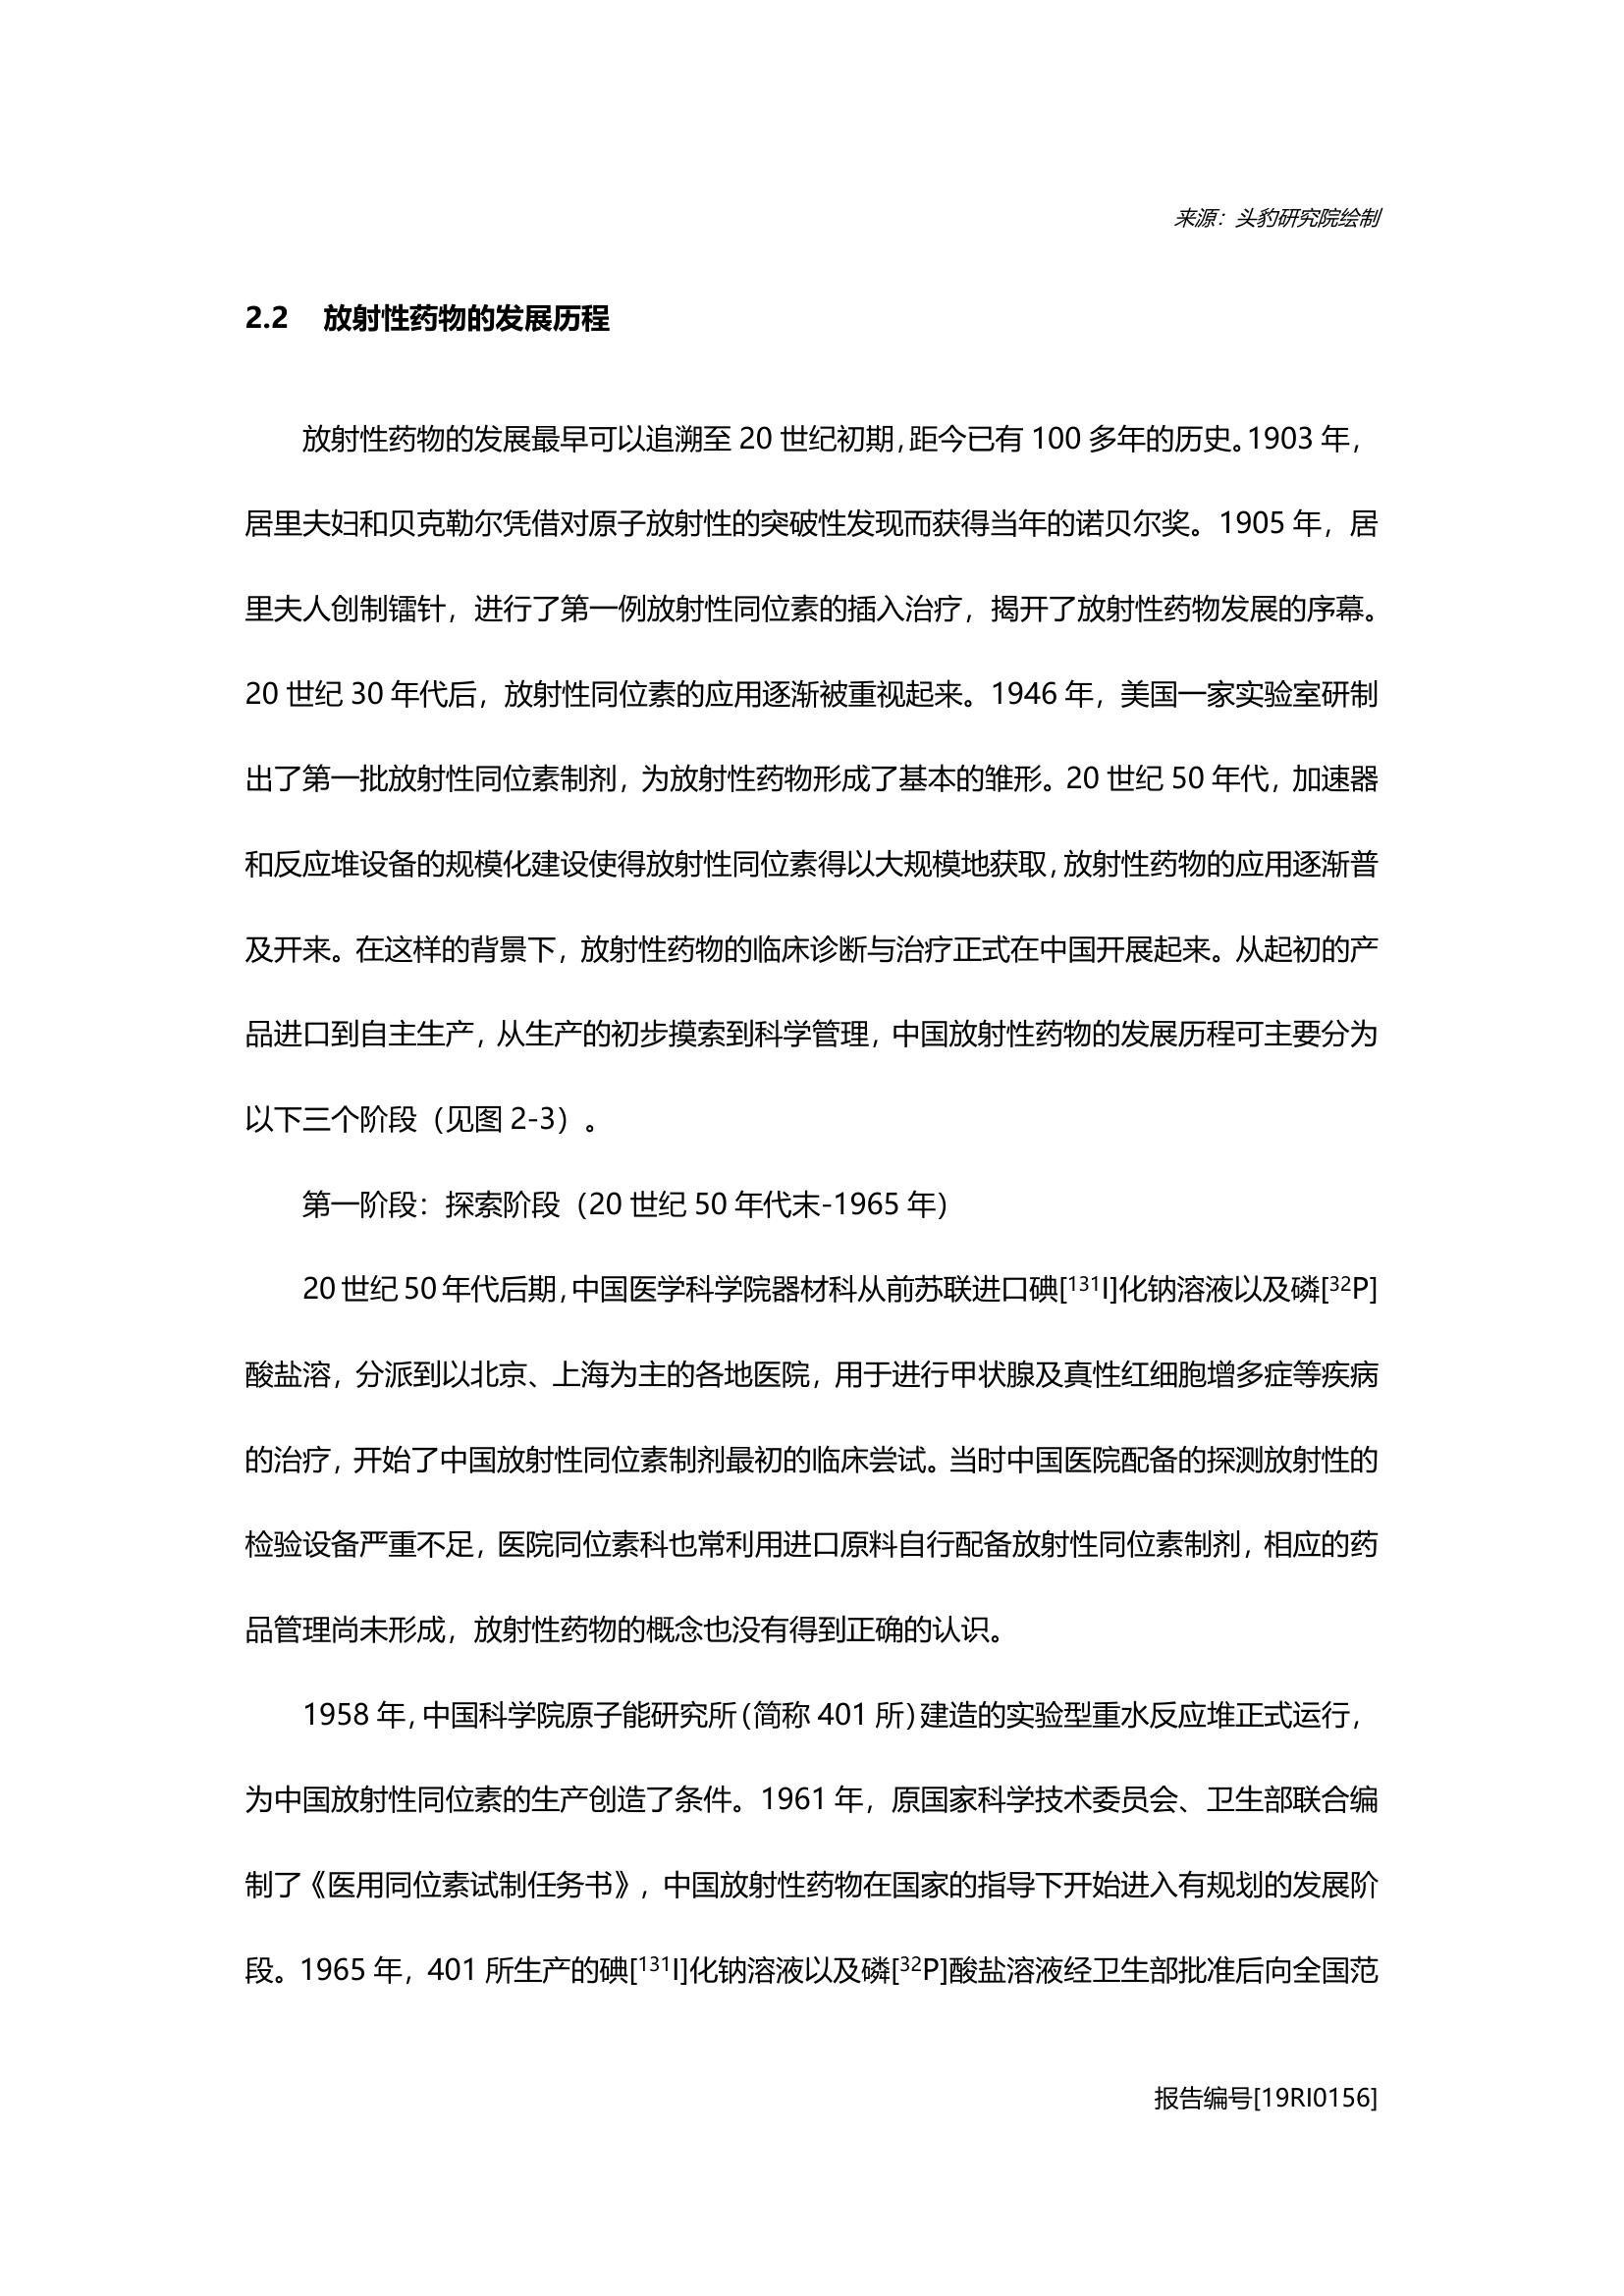 来源：头豹研究院绘制
2.2 放射性药物的发展历程
放射性药物的发展最早可以追溯至 20 世纪初期，距今已有 100 多年的历史。1903 年，
居里夫妇和贝克勒尔凭借对原子放射性的突破性发现而获得当年的诺贝尔奖。1905 年，居
里夫人创制镭针，进行了第一例放射性同位素的插入治疗，揭开了放射性药物发展的序幕。
20 世纪 30 年代后，放射性同位素的应用逐渐被重视起来。1946 年，美国一家实验室研制
出了第一批放射性同位素制剂，为放射性药物形成了基本的雏形。20 世纪 50 年代，加速器
和反应堆设备的规模化建设使得放射性同位素得以大规模地获取，放射性药物的应用逐渐普
及开来。在这样的背景下，放射性药物的临床诊断与治疗正式在中国开展起来。从起初的产
品进口到自主生产，从生产的初步摸索到科学管理，中国放射性药物的发展历程可主要分为
以下三个阶段（见图 2-3）。
第一阶段：探索阶段（20 世纪 50 年代末-1965 年）
20 世纪 50 年代后期，中国医学科学院器材科从前苏联进口碘[¹³¹I]化钠溶液以及磷[³²P]
酸盐溶，分派到以北京、上海为主的各地医院，用于进行甲状腺及真性红细胞增多症等疾病
的治疗，开始了中国放射性同位素制剂最初的临床尝试。当时中国医院配备的探测放射性的
检验设备严重不足，医院同位素科也常利用进口原料自行配备放射性同位素制剂，相应的药
品管理尚未形成，放射性药物的概念也没有得到正确的认识。
1958 年，中国科学院原子能研究所（简称 401 所）建造的实验型重水反应堆正式运行，
为中国放射性同位素的生产创造了条件。1961 年，原国家科学技术委员会、卫生部联合编
制了《医用同位素试制任务书》，中国放射性药物在国家的指导下开始进入有规划的发展阶
段。1965 年，401 所生产的碘[¹³¹I]化钠溶液以及磷[³²P]酸盐溶液经卫生部批准后向全国范
报告编号[19RI0156]